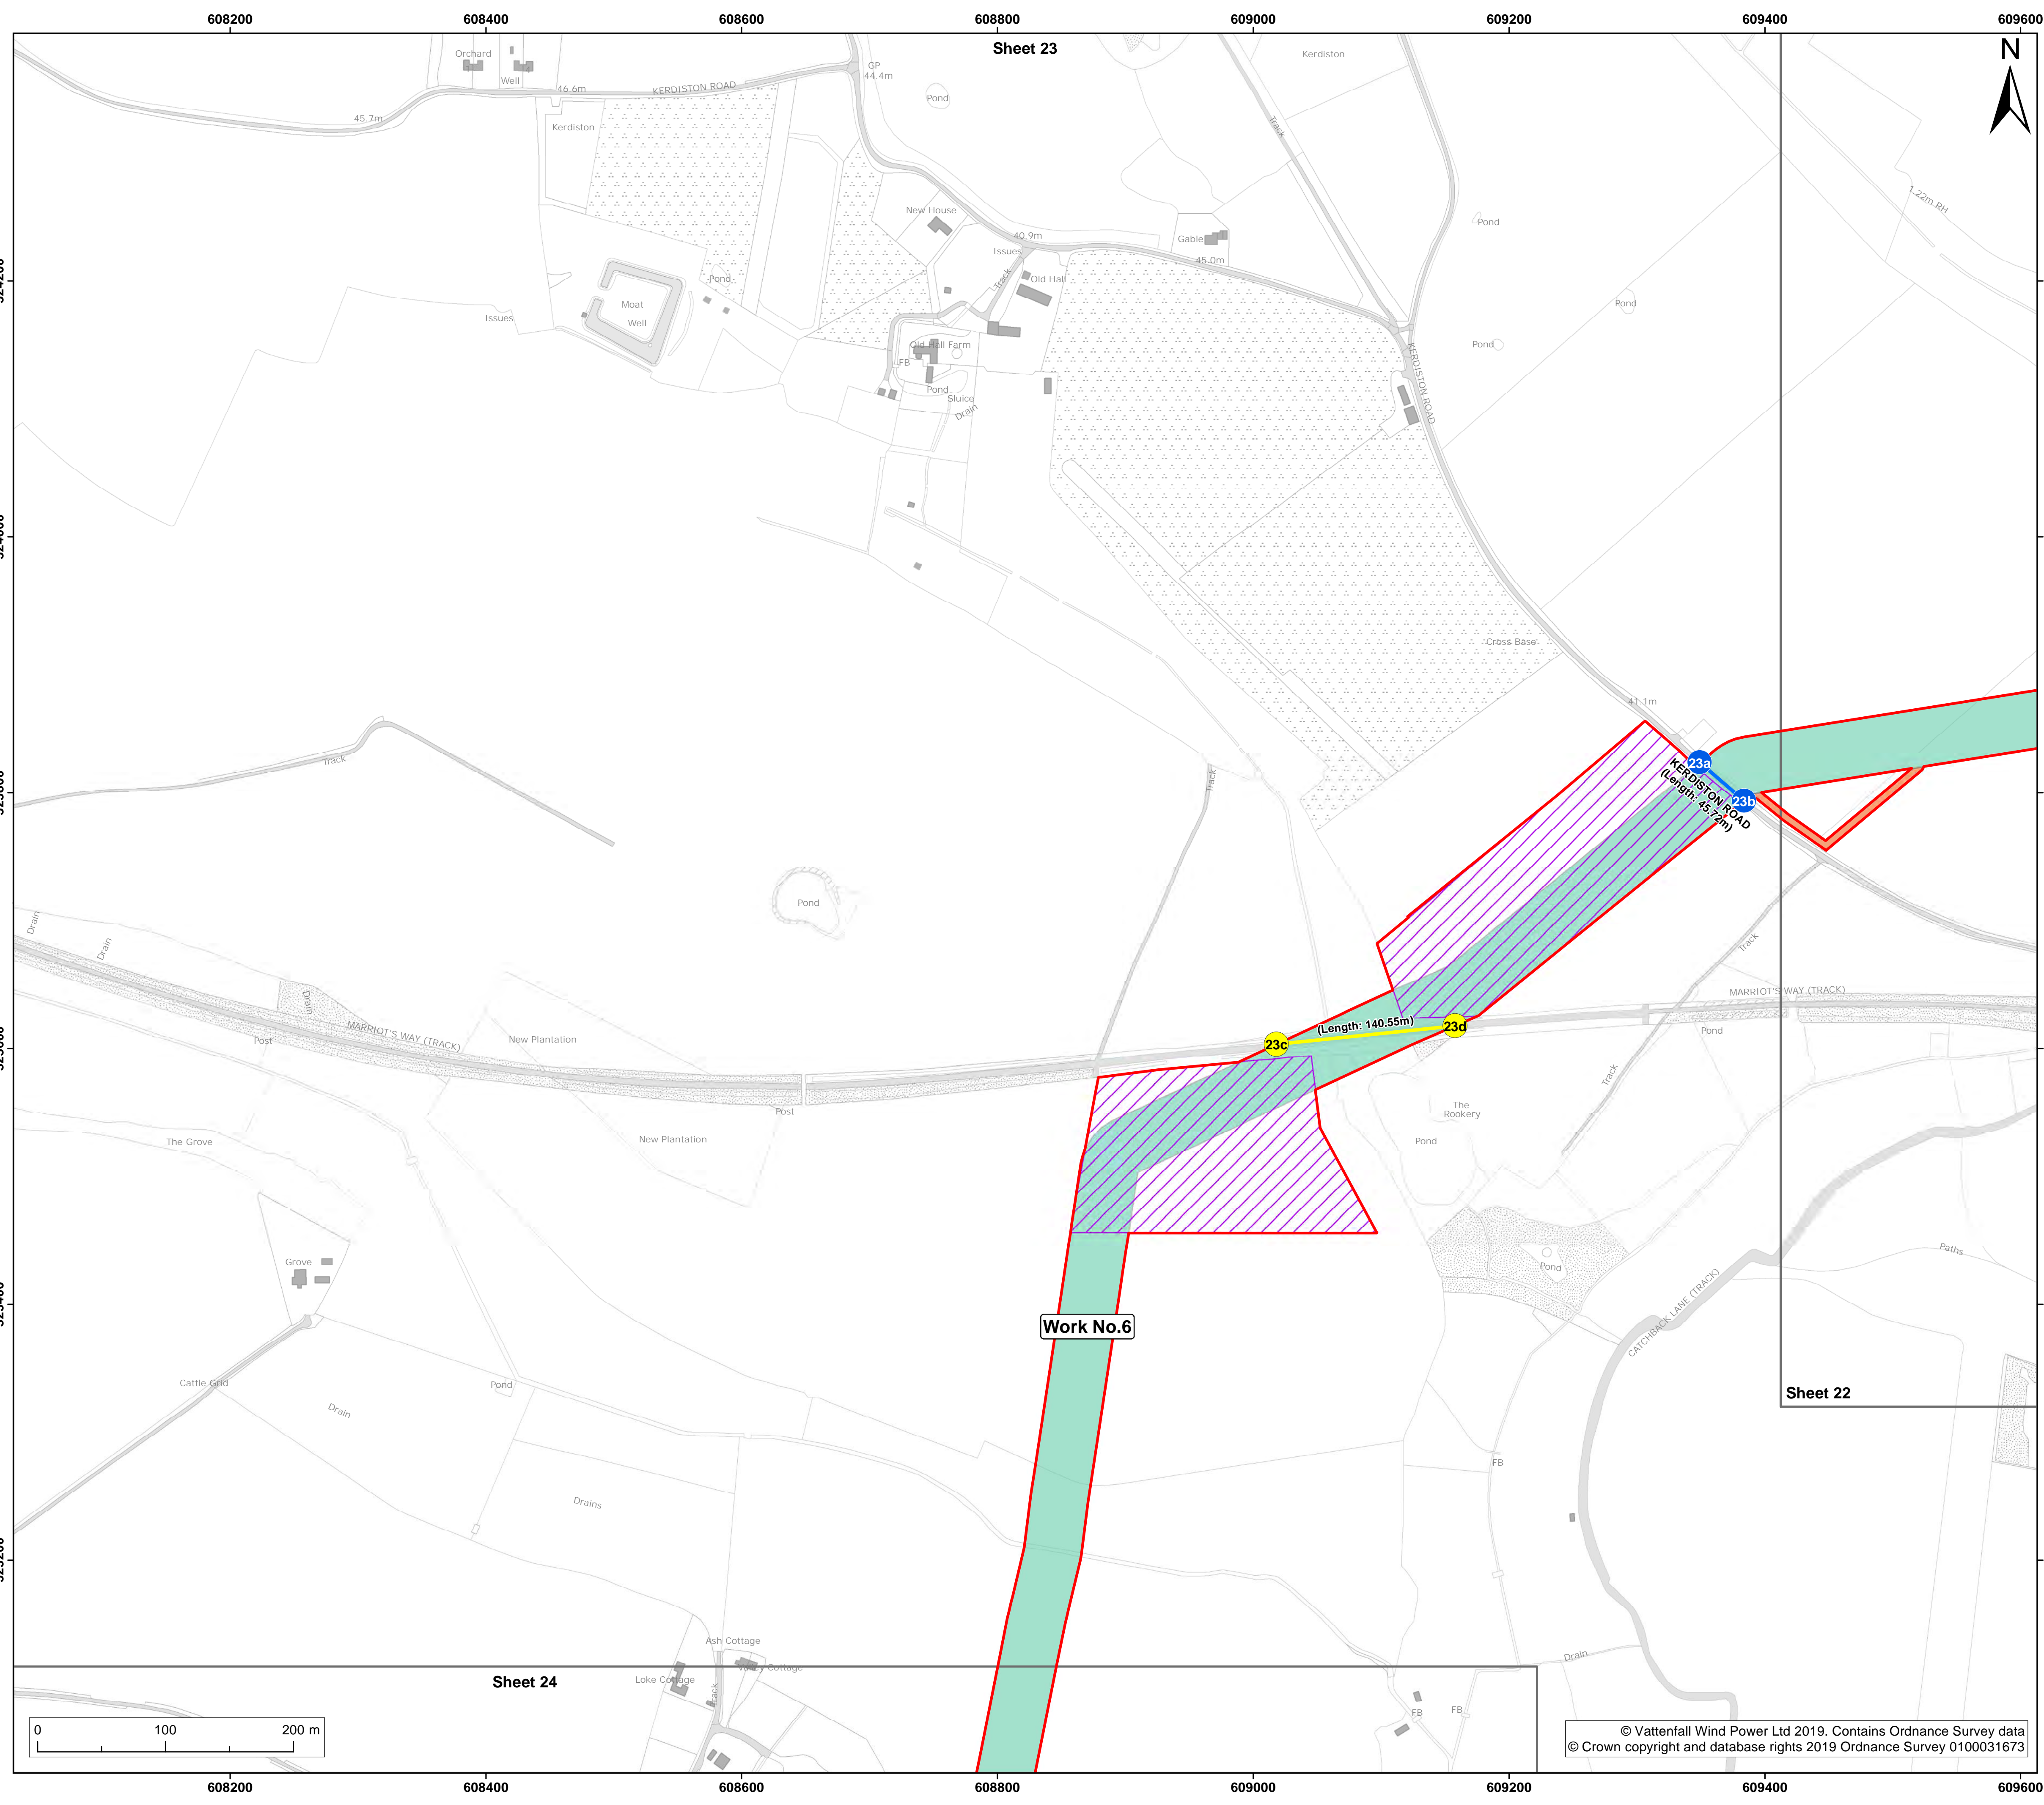 608200
608400
608600
608800
609000
609200
609400
609600
Sheet 23
N
Orchard
Well
GP
44.4m
46.6m
KERDISTON ROAD
45.7m
Kerdiston
Pond
Kerdiston
Track
1.22m RH
New House
40.9m
Issues
Gable
45.0m
Pond
Track
Old Hall
Pond
Moat
Well
Issues
Pond
Pond
Old Hall Farm
FB
Pond
Sluice
Drain
KERDISTON ROAD
Cross Base
41.1m
Track
Track
23a
KERDISTON ROAD
(Length: 45.72m)
23b
Pond
Drain
Drain
Drain
Track
MARRIOT'S WAY (TRACK)
MARRIOT'S WAY (TRACK)
Post
New Plantation
(Length: 140.55m)
23c
23d
Pond
Track
Post
New Plantation
The Grove
The
Rookery
Pond
Grove
Pond
Paths
CATCHBACK LANE (TRACK)
Work No.6
Cattle Grid
Pond
Drain
Sheet 22
FB
Drains
Ash Cottage
Valley Cottage
Loke Cottage
Track
Drain
Sheet 24
FB
FB
0
100
200 m
© Vattenfall Wind Power Ltd 2019. Contains Ordnance Survey data
© Crown copyright and database rights 2019 Ordnance Survey 0100031673
608200
608400
608600
608800
609000
609200
609400
609600